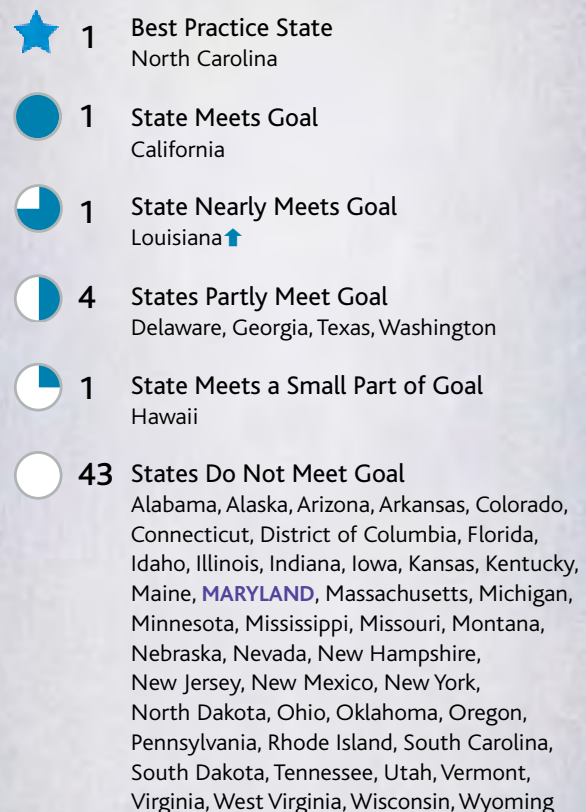 1 Best Practice State
North Carolina
1 State Meets Goal
California
1 State Nearly Meets Goal
Louisiana
4 States Partly Meet Goal
Delaware, Georgia, Texas, Washington
1 State Meets a Small Part of Goal
Hawaii
43 States Do Not Meet Goal
Alabama, Alaska, Arizona, Arkansas, Colorado,
Connecticut, District of Columbia, Florida,
Idaho, Illinois, Indiana, Iowa, Kansas, Kentucky,
Maine, MARYLAND, Massachusetts, Michigan,
Minnesota, Mississippi, Missouri, Montana,
Nebraska, Nevada, New Hampshire,
New Jersey, New Mexico, New York,
North Dakota, Ohio, Oklahoma, Oregon,
Pennsylvania, Rhode Island, South Carolina,
South Dakota, Tennessee, Utah, Vermont,
Virginia, West Virginia, Wisconsin, Wyoming